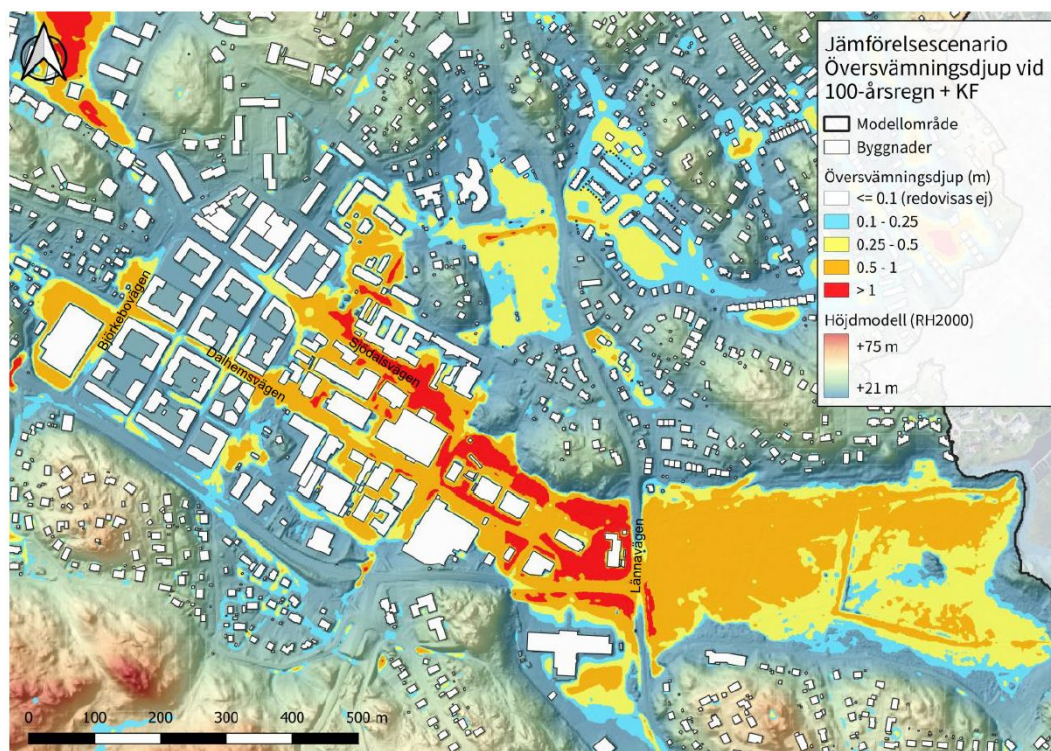 Jämförelsescenario
Översvämningsdjup vid
100-årsregn + KF
Modellområde
Byggnader
Översvämningsdjup (m)
<= 0.1 (redovisas ej)
0.1 - 0.25
0.25 - 0.5
0.5 - 1
> 1
Höjdmodell (RH2000)
+75 m
+21 m
Björkebovägen
Dalhemsvägen
Sjödalsvägen
Lännavägen
0 100 200 300 400 500 m